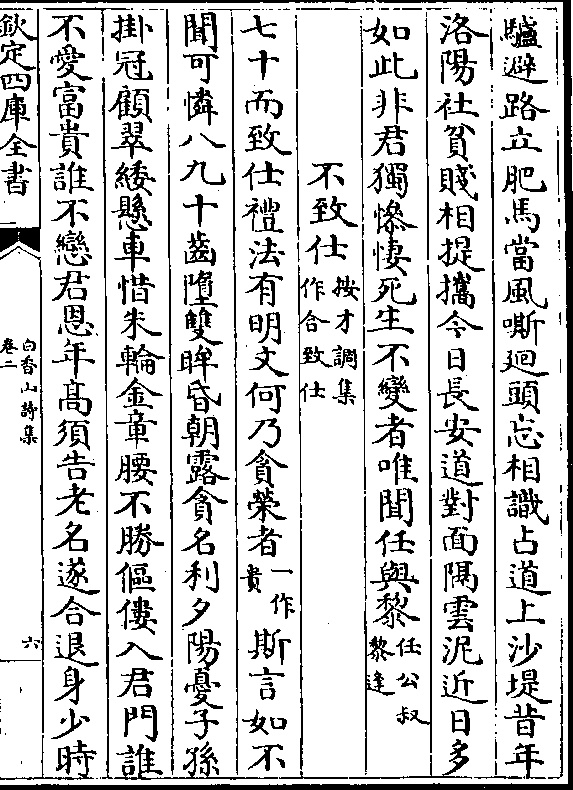 驢避路立肥馬當風嘶迴頭忘相識占道上沙堤昔年
洛陽社貧賤相提攜今日長安道對面隔雲泥近日多
如此非君獨慘悽死生不變者唯聞任與黎任公叔黎逢
不致仕按才調集作合致仕
七十而致仕禮法有明文何乃貪榮者一作貴斯言如不
聞可憐八九十齒墮雙眸昏朝露貪名利夕陽憂子孫
掛冠顧翠緌懸車惜朱輪金章腰不勝傴僂入君門誰
不愛富貴誰不戀君恩年高須告老名遂合退身少時
欽定四庫全書
白香山詩集
卷二
六